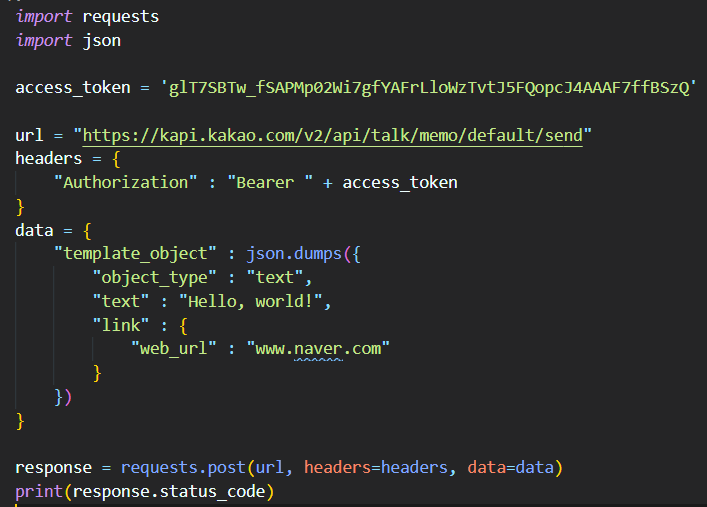 import requests
import json
access_token = 'glT7SBTw_fSAPMp02Wi7gfYAFrLloWzTvtJ5FQopcJ4AAAF7ffBSzQ'
url = "https://kapi.kakao.com/v2/api/talk/memo/default/send"
headers = {
    "Authorization" : "Bearer " + access_token
}
data = {
    "template_object" : json.dumps({
        "object_type" : "text",
        "text" : "Hello, world!",
        "link" : {
            "web_url" : "www.naver.com"
        }
    })
}
response = requests.post(url, headers=headers, data=data)
print(response.status_code)